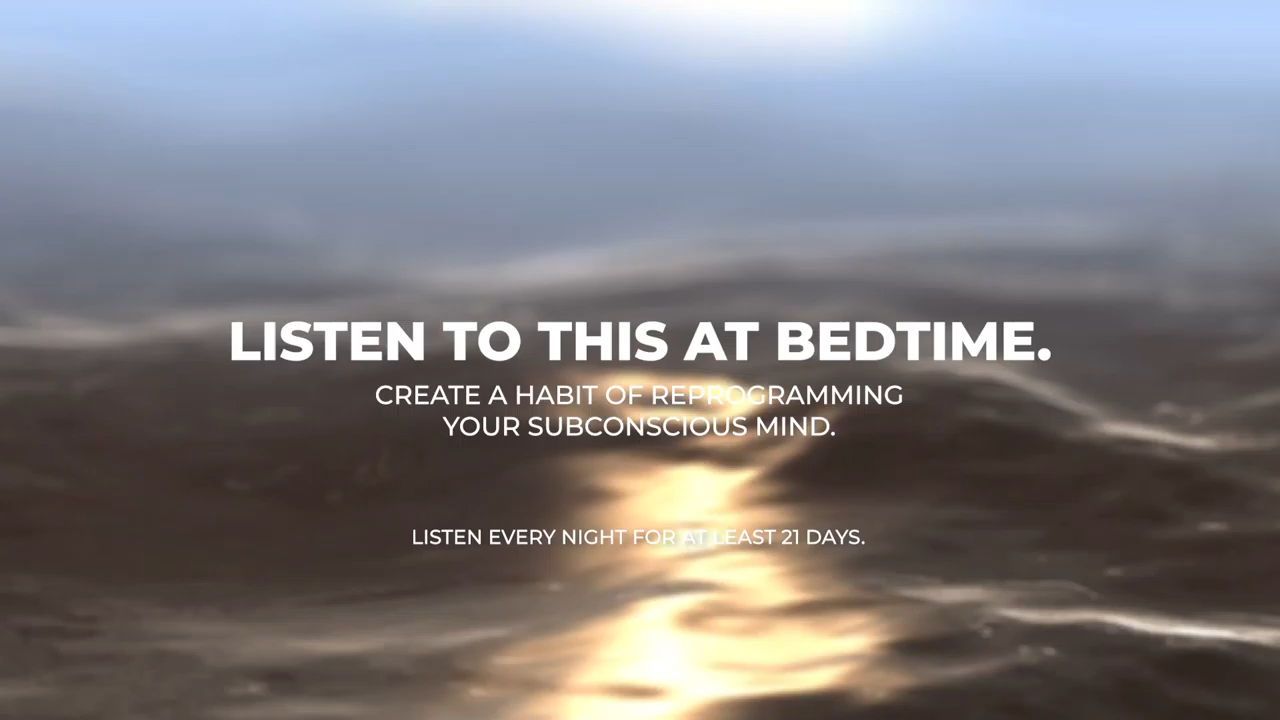 LISTEN TO THIS AT BEDTIME.
CREATE A HABIT OF REPROGRAMMING
YOUR SUBCONSCIOUS MIND.
LISTEN EVERY NIGHT FOR AT LEAST 21 DAYS.